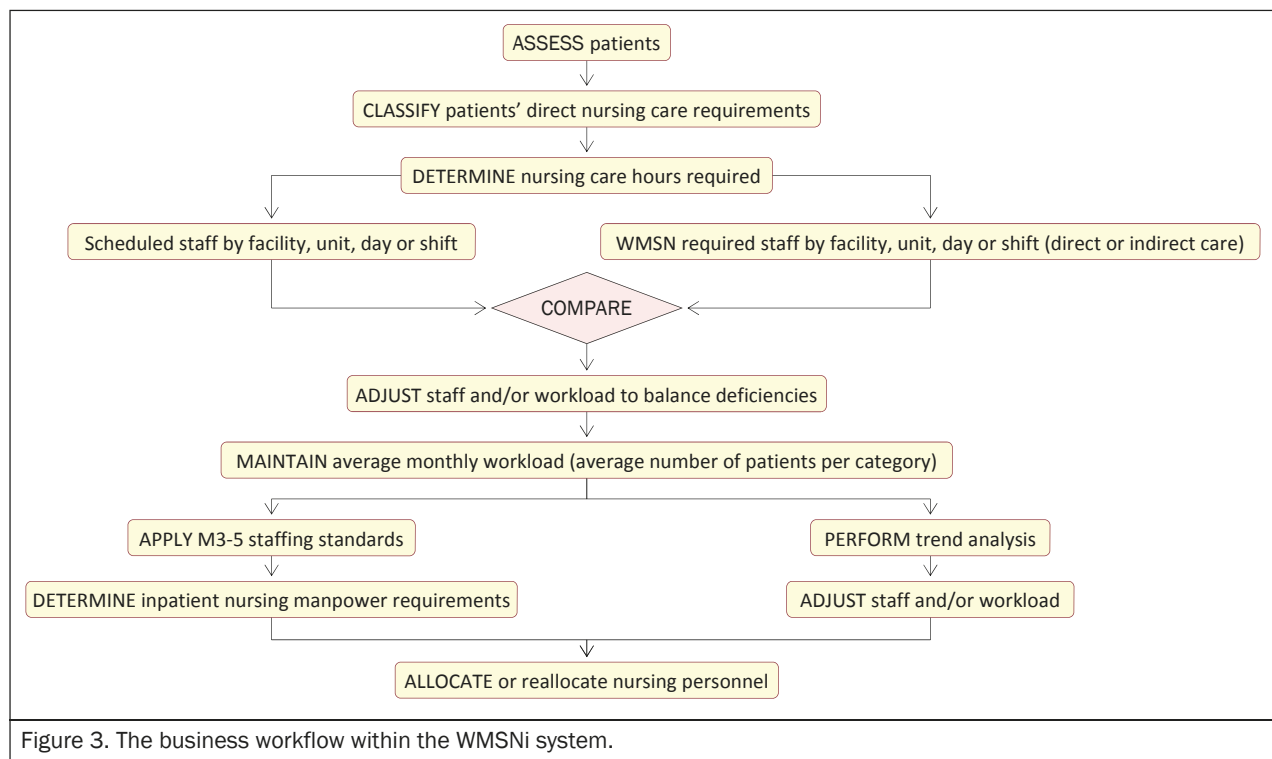 ASSESS patients
CLASSIFY patients’ direct nursing care requirements
DETERMINE nursing care hours required
Scheduled staff by facility, unit, day or shift
WMSN required staff by facility, unit, day or shift (direct or indirect care)
COMPARE
ADJUST staff and/or workload to balance deficiencies
MAINTAIN average monthly workload (average number of patients per category)
APPLY M3-5 staffing standards
PERFORM trend analysis
DETERMINE inpatient nursing manpower requirements
ADJUST staff and/or workload
ALLOCATE or reallocate nursing personnel
Figure 3. The business workflow within the WMSNi system.